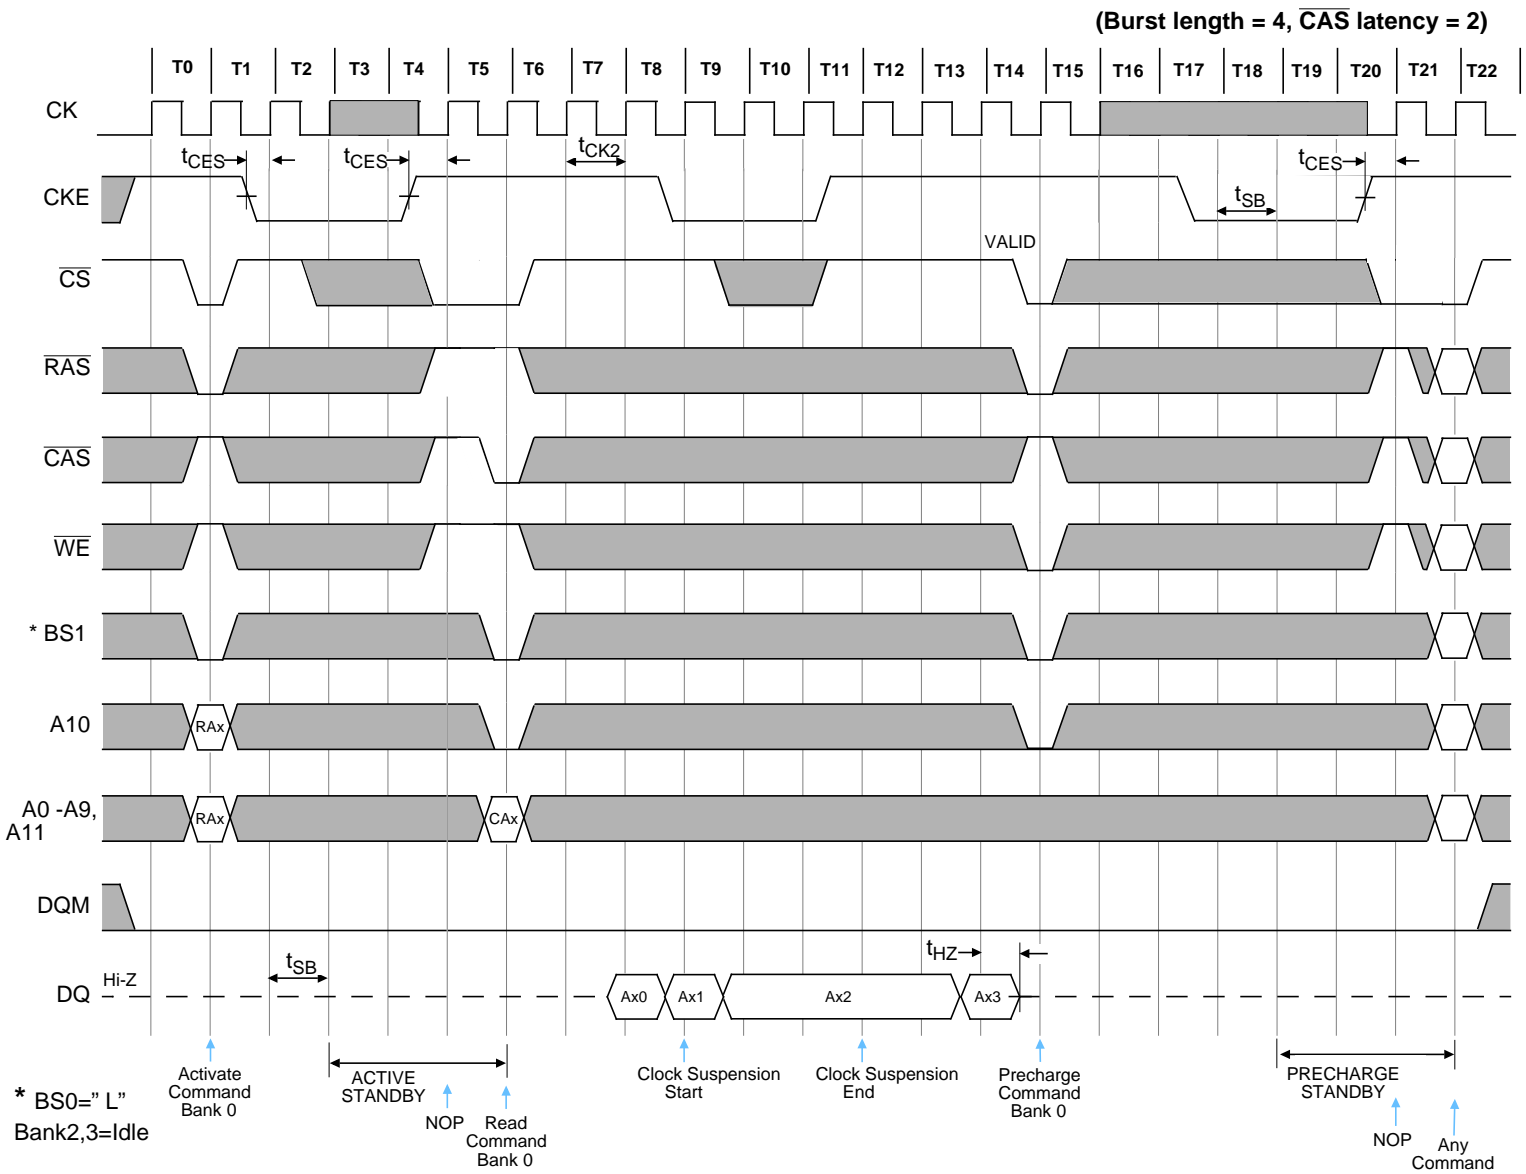 (Burst length = 4, CAS latency = 2)
T0 T1 T2 T3 T4 T5 T6 T7 T8 T9 T10 T11 T12 T13 T14 T15 T16 T17 T18 T19 T20 T21 T22
CK
tCES tCES tCK2 tCES
CKE
tSB
VALID
CS
RAS
CAS
WE
* BS1
A10
RAx
A0 -A9,
A11
RAx CAx
DQM
tHZ
tSB
Hi-Z
DQ
Ax0 Ax1 Ax2 Ax3
Activate
Command
Bank 0
ACTIVE
STANDBY
NOP
Read
Command
Bank 0
Clock Suspension
Start
Clock Suspension
End
Precharge
Command
Bank 0
PRECHARGE
STANDBY
NOP
Any
Command
* BS0=” L”
Bank2,3=Idle